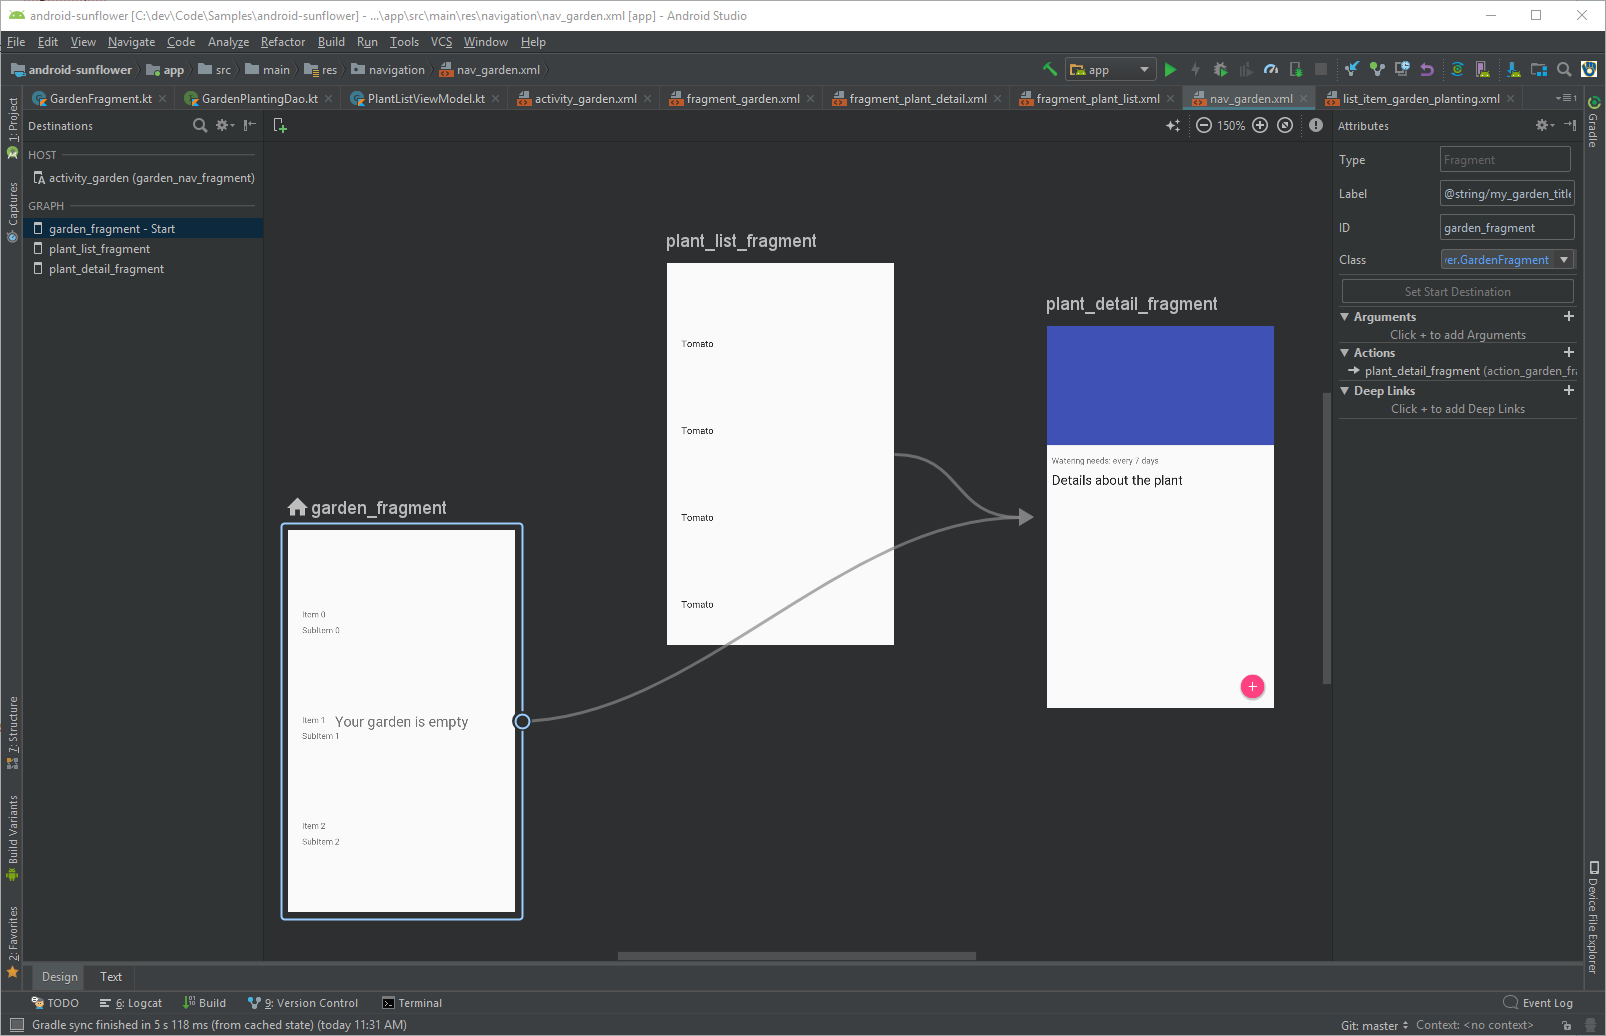 android-sunflower [C:\dev\Code\Samples\android-sunflower] - ...\app\src\main\res\navigation\nav_garden.xml [app] - Android Studio
File Edit View Navigate Code Analyze Refactor Build Run Tools VCS Window Help
android-sunflower app src main res navigation nav_garden.xml app
GardenFragment.kt GardenPlantingDao.kt PlantListViewModel.kt activity_garden.xml fragment_garden.xml fragment_plant_detail.xml fragment_plant_list.xml nav_garden.xml list_item_garden_planting.xml
1: Project
Captures
7: Structure
Build Variants
2: Favorites
Destinations
HOST
activity_garden (garden_nav_fragment)
GRAPH
garden_fragment - Start
plant_list_fragment
plant_detail_fragment
150%
plant_list_fragment
Tomato
Tomato
Tomato
Tomato
plant_detail_fragment
Watering needs: every 7 days
Details about the plant
+
garden_fragment
Item 0
SubItem 0
Item 1
Your garden is empty
SubItem 1
Item 2
SubItem 2
Attributes
Type Fragment
Label @string/my_garden_title
ID garden_fragment
Class er.GardenFragment
Set Start Destination
Arguments +
Click + to add Arguments
Actions +
plant_detail_fragment (action_garden_fra
Deep Links +
Click + to add Deep Links
Gradle
Device File Explorer
Design Text
TODO 6: Logcat Build 9: Version Control Terminal Event Log
Gradle sync finished in 5 s 118 ms (from cached state) (today 11:31 AM) Git: master Context: <no context>